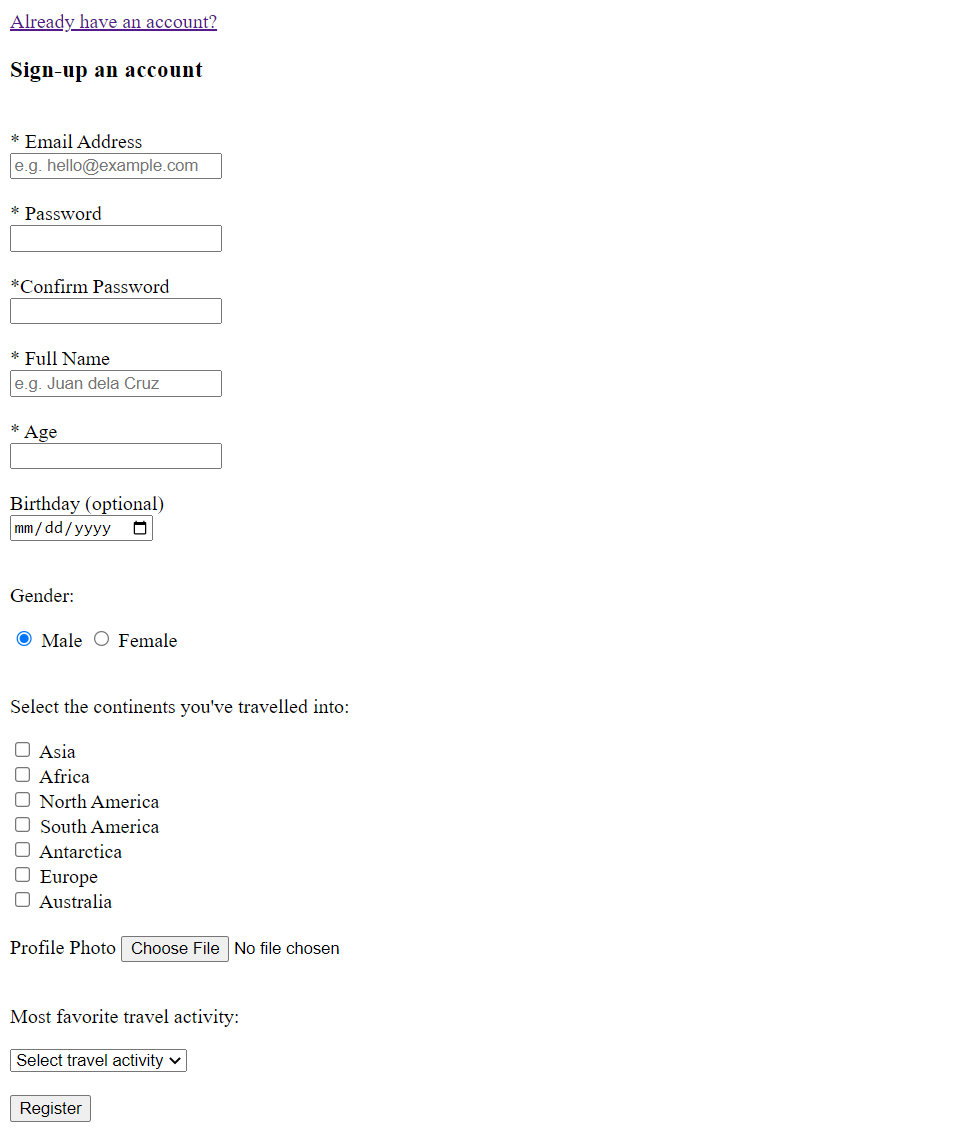 Already have an account?
Sign-up an account
* Email Address
e.g. hello@example.com
* Password
*Confirm Password
* Full Name
e.g. Juan dela Cruz
* Age
Birthday (optional)
mm/dd/yyyy
Gender:
Male Female
Select the continents you've travelled into:
Asia
Africa
North America
South America
Antarctica
Europe
Australia
Profile Photo Choose File No file chosen
Most favorite travel activity:
Select travel activity
Register